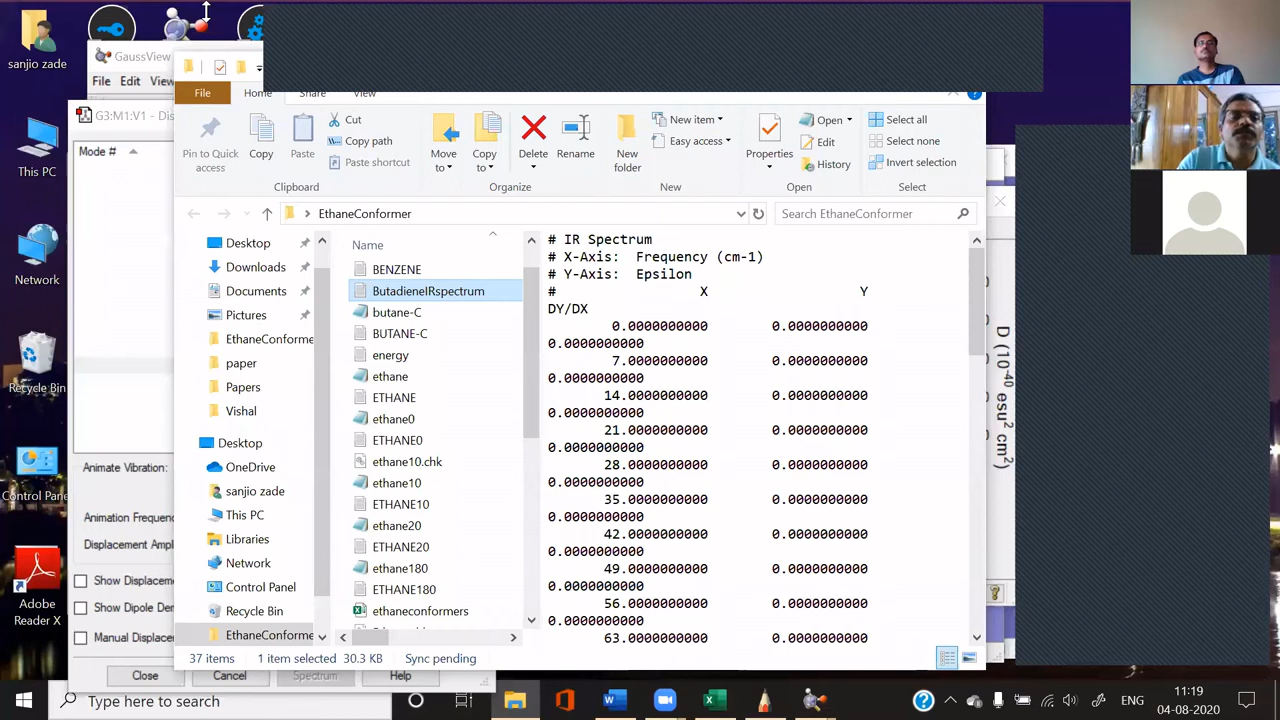 sanjio zade
This PC
Network
Recycle Bin
Control Pane
Adobe
Reader X
GaussView
File Edit View
G3:M1:V1 - Dis
Mode #
Animate Vibration:
Animation Frequenc
Displacement Ampl
Show Displaceme
Show Dipole Der
Manual Displace
Close Cancel Spectrum Help
File Home Share View
Pin to Quick
access
Copy
Paste
Cut
Copy path
Paste shortcut
Clipboard
Move
to
Copy
to
Delete
Rename
Organize
New
folder
New item
Easy access
New
Properties
Open
Edit
History
Open
Select all
Select none
Invert selection
Select
EthaneConformer
Search EthaneConformer
Desktop
Downloads
Documents
Pictures
EthaneConforme
paper
Papers
Vishal
Desktop
OneDrive
sanjio zade
This PC
Libraries
Network
Control Panel
Recycle Bin
EthaneConforme
Name
BENZENE
ButadieneIRspectrum
butane-C
BUTANE-C
energy
ethane
ETHANE
ethane0
ETHANE0
ethane10.chk
ethane10
ETHANE10
ethane20
ETHANE20
ethane180
ETHANE180
ethaneconformers
# IR Spectrum
# X-Axis: Frequency (cm-1)
# Y-Axis: Epsilon
# X Y
DY/DX
0.0000000000 0.0000000000
0.0000000000
7.0000000000 0.0000000000
0.0000000000
14.0000000000 0.0000000000
0.0000000000
21.0000000000 0.0000000000
0.0000000000
28.0000000000 0.0000000000
0.0000000000
35.0000000000 0.0000000000
0.0000000000
42.0000000000 0.0000000000
0.0000000000
49.0000000000 0.0000000000
0.0000000000
56.0000000000 0.0000000000
0.0000000000
63.0000000000 0.0000000000
D (10⁻⁴⁰ esu² cm²)
37 items 1 item selected 30.3 KB Sync pending
Type here to search
ENG
11:19
04-08-2020